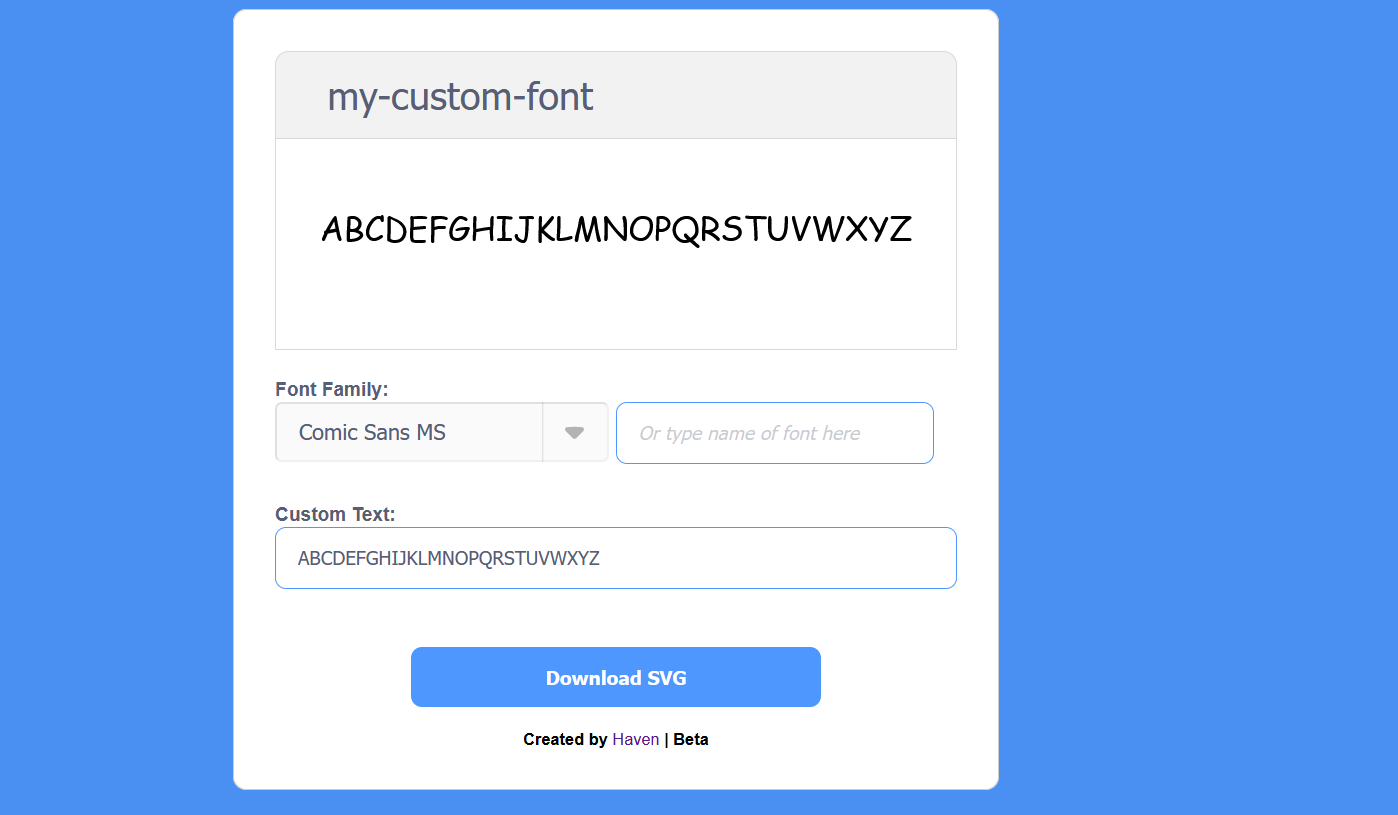 my-custom-font
ABCDEFGHIJKLMNOPQRSTUVWXYZ
Font Family:
Comic Sans MS
Or type name of font here
Custom Text:
ABCDEFGHIJKLMNOPQRSTUVWXYZ
Download SVG
Created by Haven | Beta